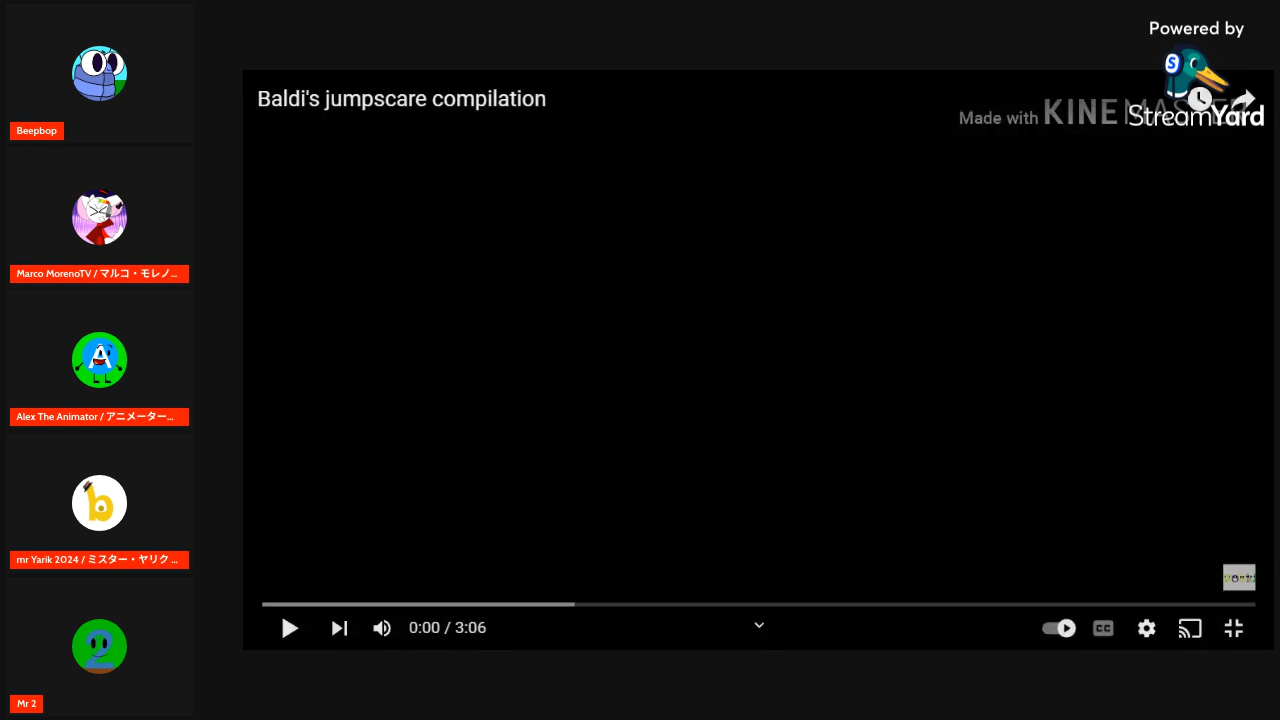 Powered by
StreamYard
Baldi's jumpscare compilation
Made with KINEMASTER
Beepbop
Marco MorenoTV / マルコ・モレノ...
Alex The Animator / アニメーター...
mr Yarik 2024 / ミスター・ヤリク ...
Mr 2
0:00 / 3:06
CC